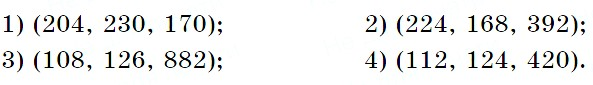 1) (204, 230, 170); 2) (224, 168, 392);
3) (108, 126, 882); 4) (112, 124, 420).